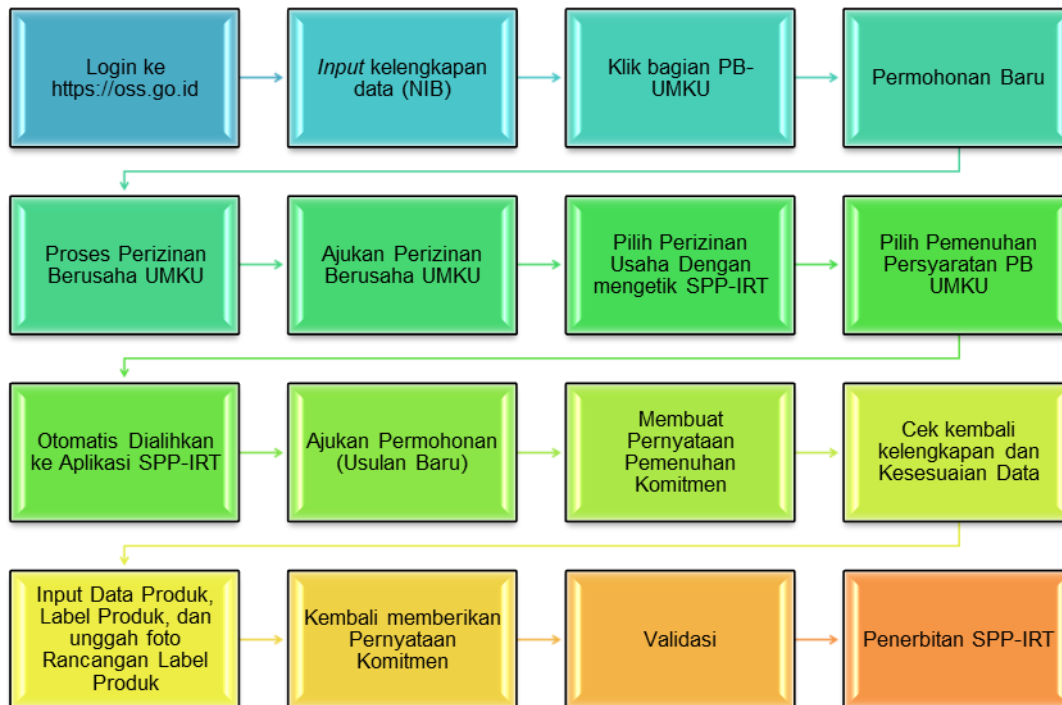 Login ke
https://oss.go.id
Input kelengkapan
data (NIB)
Klik bagian PB-
UMKU
Permohonan Baru
Proses Perizinan
Berusaha UMKU
Ajukan Perizinan
Berusaha UMKU
Pilih Perizinan
Usaha Dengan
mengetik SPP-IRT
Pilih Pemenuhan
Persyaratan PB
UMKU
Otomatis Dialihkan
ke Aplikasi SPP-IRT
Ajukan Permohonan
(Usulan Baru)
Membuat
Pernyataan
Pemenuhan
Komitmen
Cek kembali
kelengkapan dan
Kesesuaian Data
Input Data Produk,
Label Produk, dan
unggah foto
Rancangan Label
Produk
Kembali memberikan
Pernyataan
Komitmen
Validasi
Penerbitan SPP-IRT